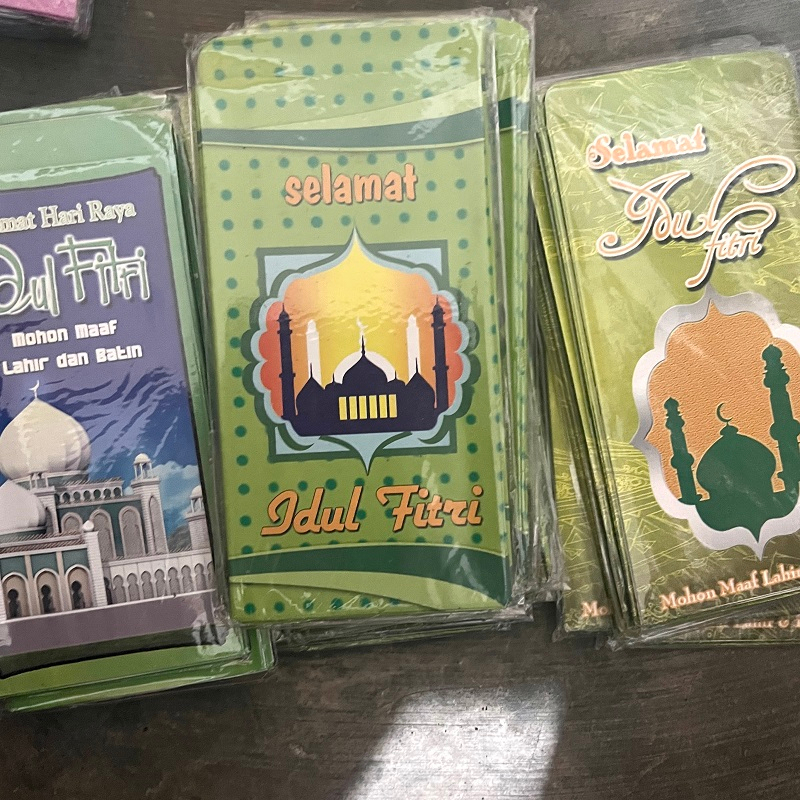 mat Hari Raya
dul Fitri
Mohon Maaf
Lahir dan Batin
selamat
Idul Fitri
Selamat
Idul
fitri
Mohon Maaf Lahir